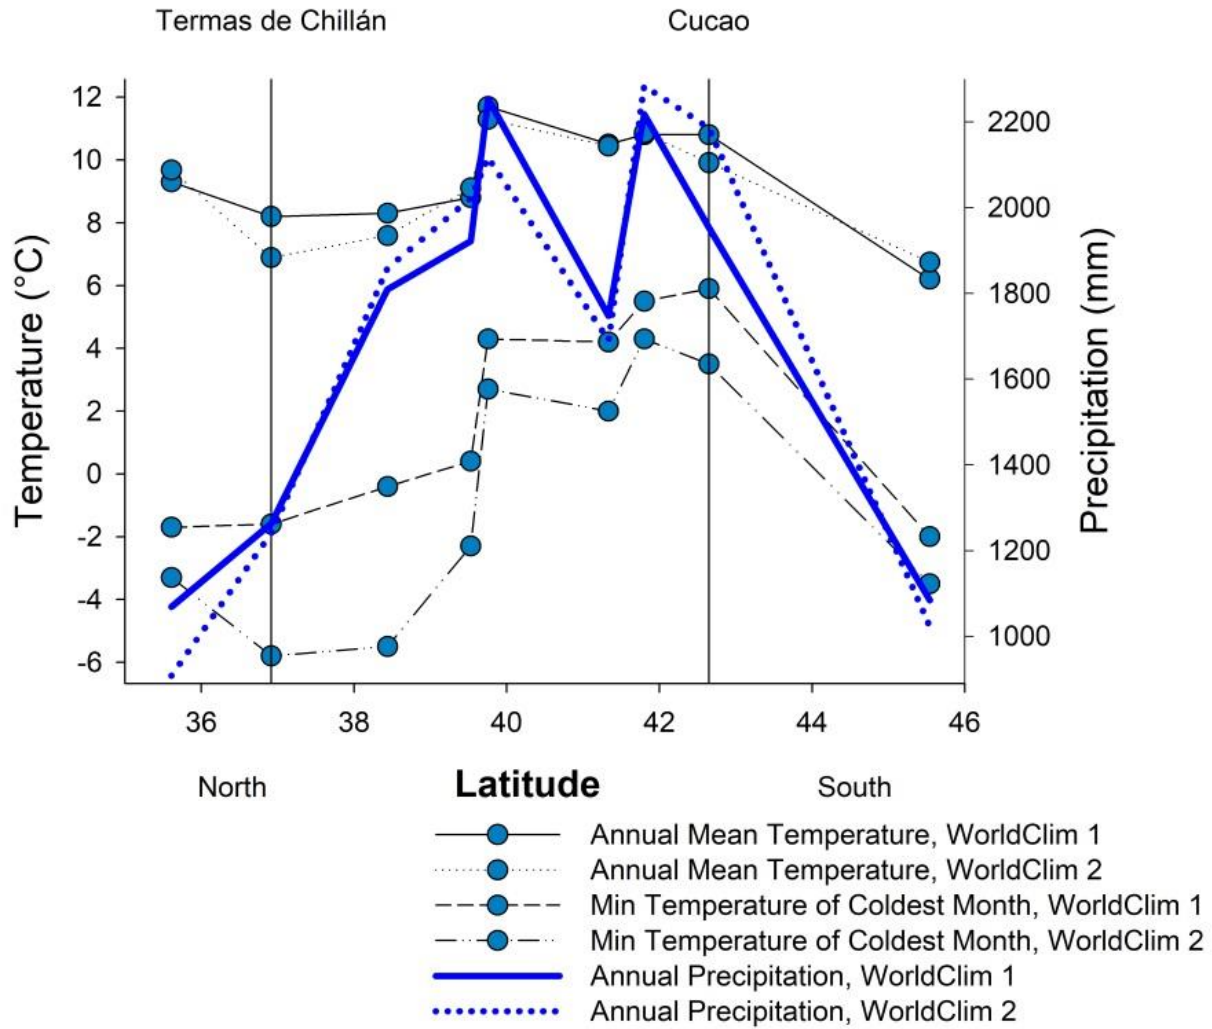 Termas de Chillán Cucao
12
10
8
6
4
2
0
-2
-4
-6
Temperature (°C)
2200
2000
1800
1600
1400
1200
1000
Precipitation (mm)
36 38 40 42 44 46
North Latitude South
Annual Mean Temperature, WorldClim 1
Annual Mean Temperature, WorldClim 2
Min Temperature of Coldest Month, WorldClim 1
Min Temperature of Coldest Month, WorldClim 2
Annual Precipitation, WorldClim 1
Annual Precipitation, WorldClim 2